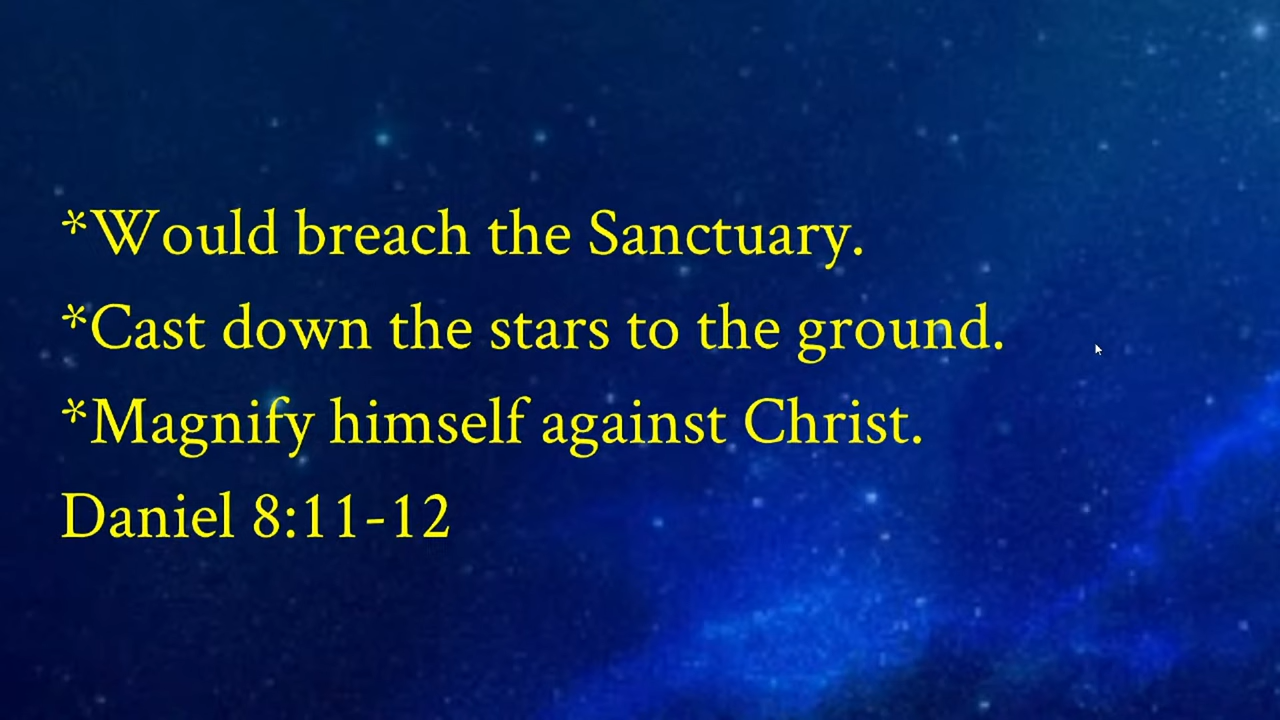 *Would breach the Sanctuary.
*Cast down the stars to the ground.
*Magnify himself against Christ.
Daniel 8:11-12